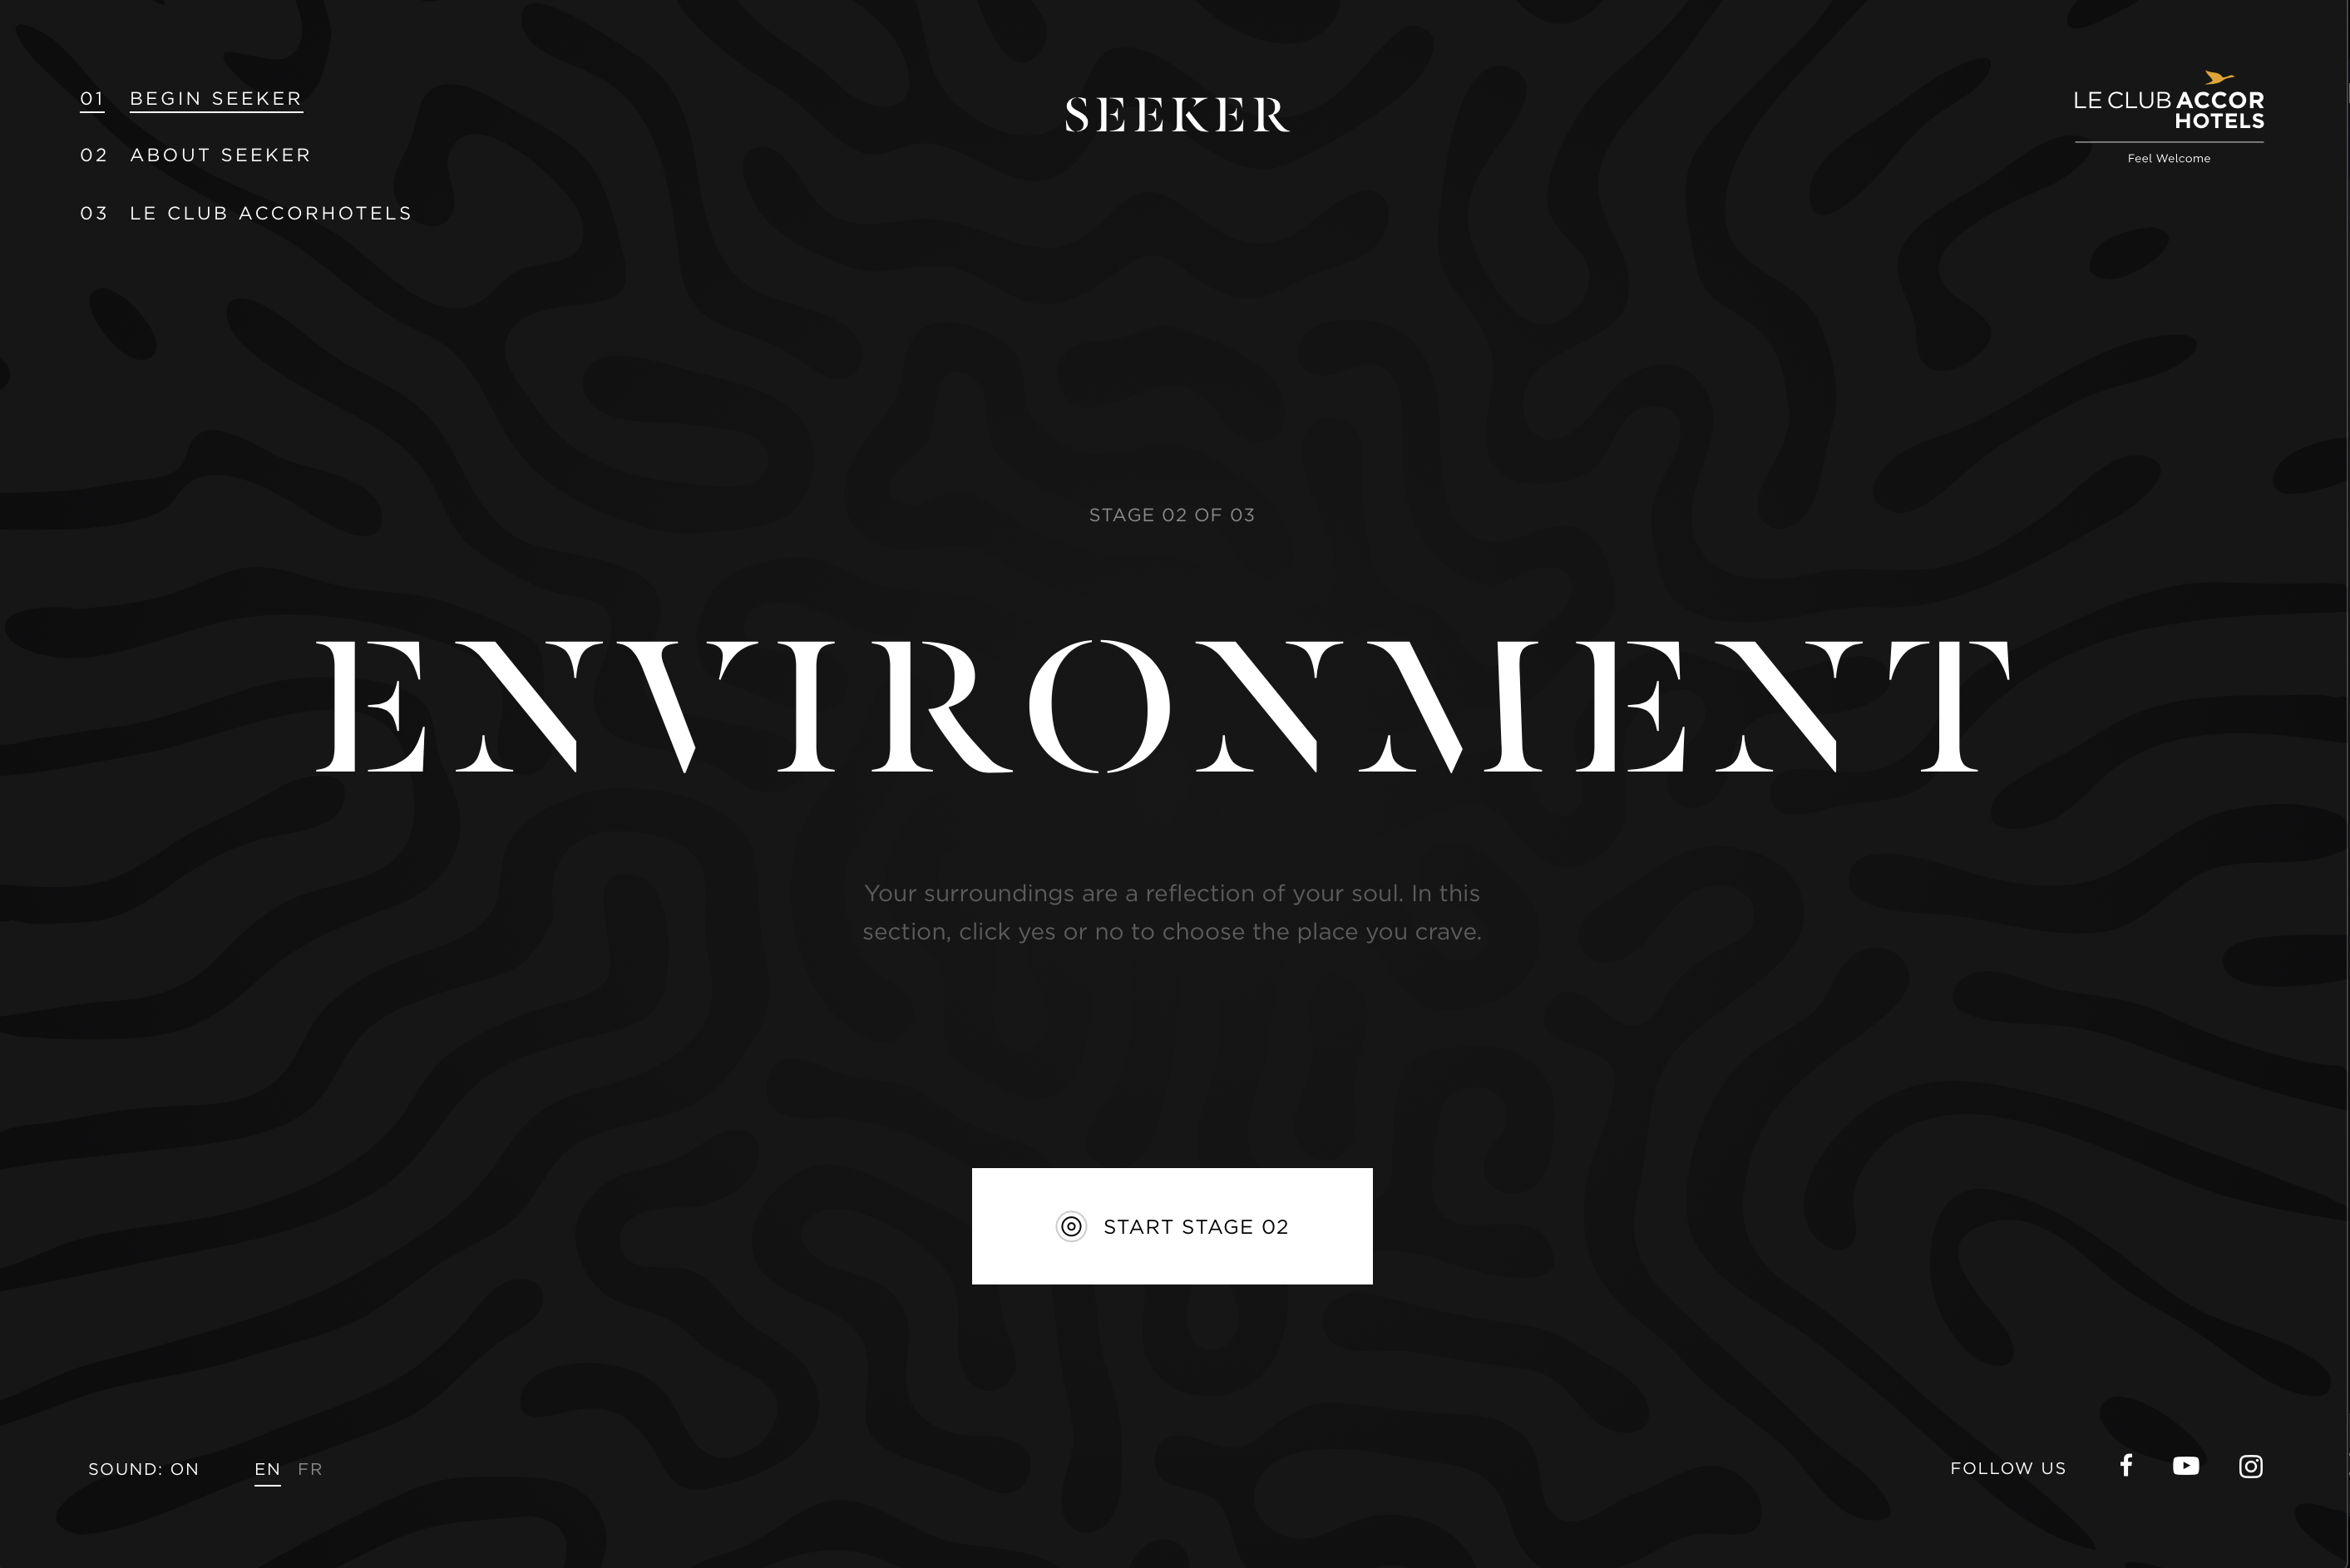 01 BEGIN SEEKER
02 ABOUT SEEKER
03 LE CLUB ACCORHOTELS
SEEKER
LE CLUB ACCOR
HOTELS
Feel Welcome
STAGE 02 OF 03
ENVIRONMENT
Your surroundings are a reflection of your soul. In this
section, click yes or no to choose the place you crave.
START STAGE 02
SOUND: ON EN FR
FOLLOW US